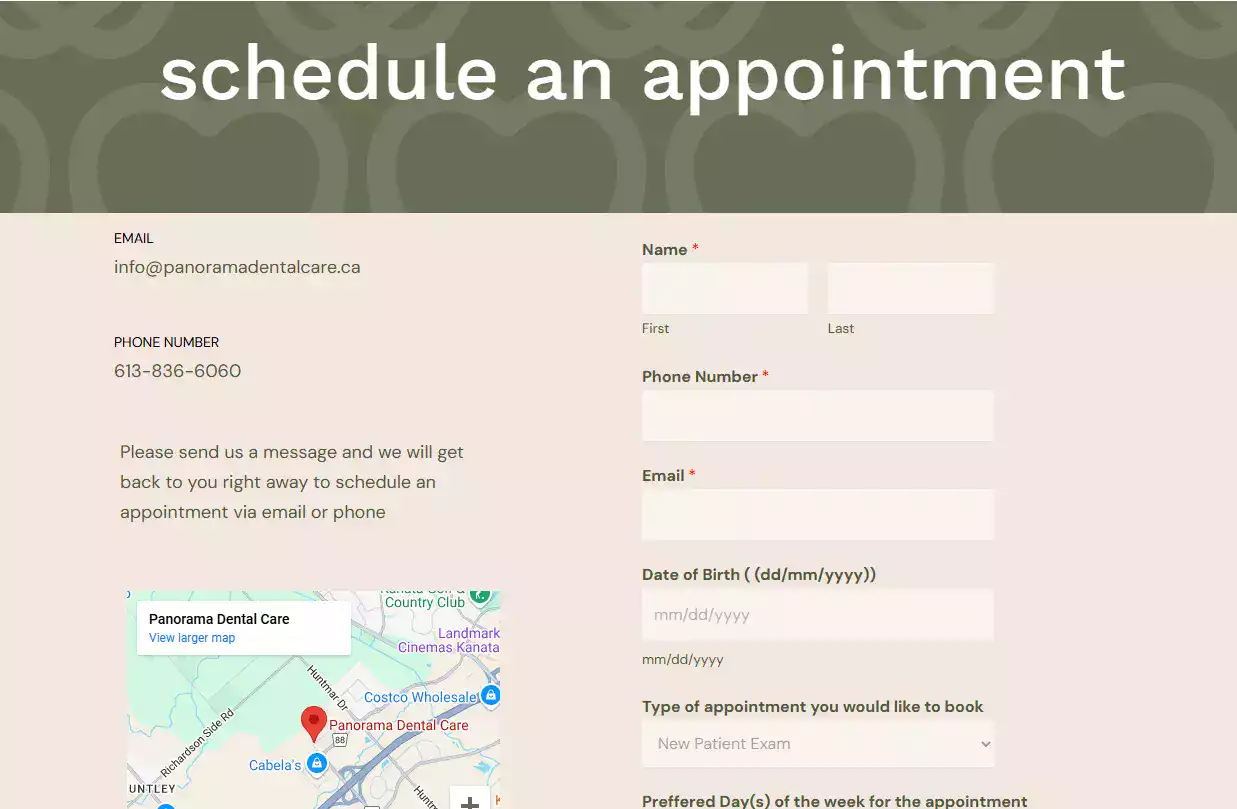 schedule an appointment
EMAIL
info@panoramadentalcare.ca
PHONE NUMBER
613-836-6060
Please send us a message and we will get
back to you right away to schedule an
appointment via email or phone
Panorama Dental Care
View larger map
Country Club
Landmark
Cinemas Kanata
Huntmar Dr
Costco Wholesale
Panorama Dental Care
88
Richardson Side Rd
Cabela's
UNTLEY
Huntm
Name *
First Last
Phone Number *
Email *
Date of Birth ( (dd/mm/yyyy))
mm/dd/yyyy
mm/dd/yyyy
Type of appointment you would like to book
New Patient Exam
Preffered Day(s) of the week for the appointment